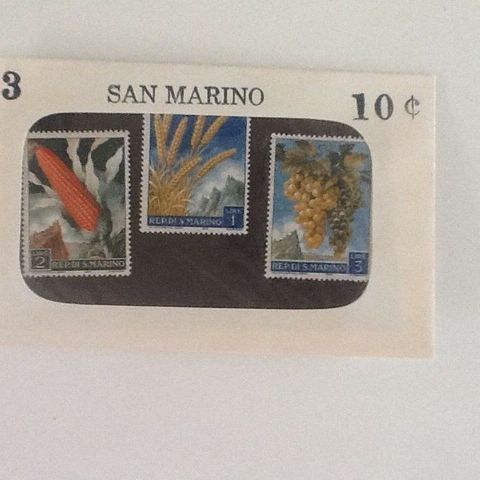 3 SAN MARINO 10 ¢
LIRE 2 REP. DI S. MARINO
REP. DI S. MARINO LIRE 1
REP. DI S. MARINO LIRE 3